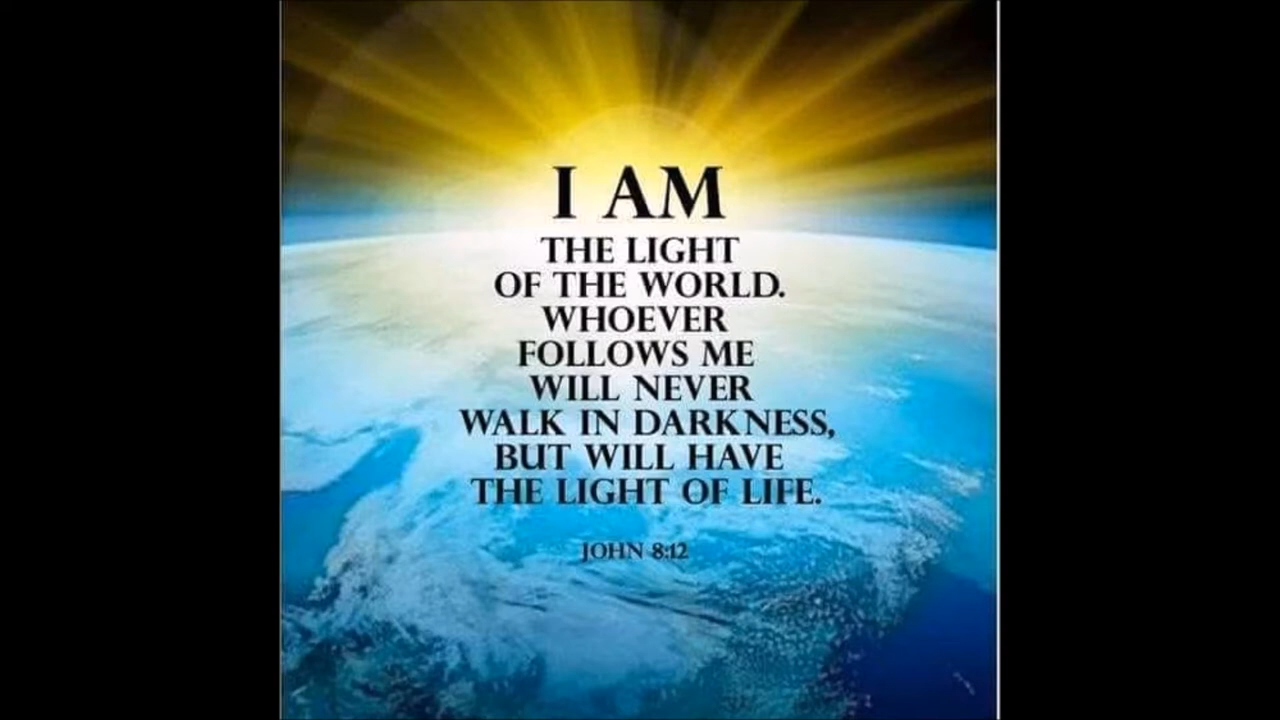 I AM
THE LIGHT
OF THE WORLD.
WHOEVER
FOLLOWS ME
WILL NEVER
WALK IN DARKNESS,
BUT WILL HAVE
THE LIGHT OF LIFE.
JOHN 8:12